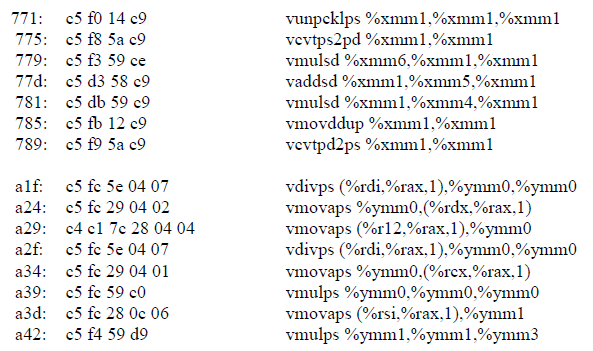 771: c5 f0 14 c9 vunpcklps %xmm1,%xmm1,%xmm1
775: c5 f8 5a c9 vcvtps2pd %xmm1,%xmm1
779: c5 f3 59 ce vmulsd %xmm6,%xmm1,%xmm1
77d: c5 d3 58 c9 vaddsd %xmm1,%xmm5,%xmm1
781: c5 db 59 c9 vmulsd %xmm1,%xmm4,%xmm1
785: c5 fb 12 c9 vmovddup %xmm1,%xmm1
789: c5 f9 5a c9 vcvtpd2ps %xmm1,%xmm1
a1f: c5 fc 5e 04 07 vdivps (%rdi,%rax,1),%ymm0,%ymm0
a24: c5 fc 29 04 02 vmovaps %ymm0,(%rdx,%rax,1)
a29: c4 c1 7c 28 04 04 vmovaps (%r12,%rax,1),%ymm0
a2f: c5 fc 5e 04 07 vdivps (%rdi,%rax,1),%ymm0,%ymm0
a34: c5 fc 29 04 01 vmovaps %ymm0,(%rcx,%rax,1)
a39: c5 fc 59 c0 vmulps %ymm0,%ymm0,%ymm0
a3d: c5 fc 28 0c 06 vmovaps (%rsi,%rax,1),%ymm1
a42: c5 f4 59 d9 vmulps %ymm1,%ymm1,%ymm3